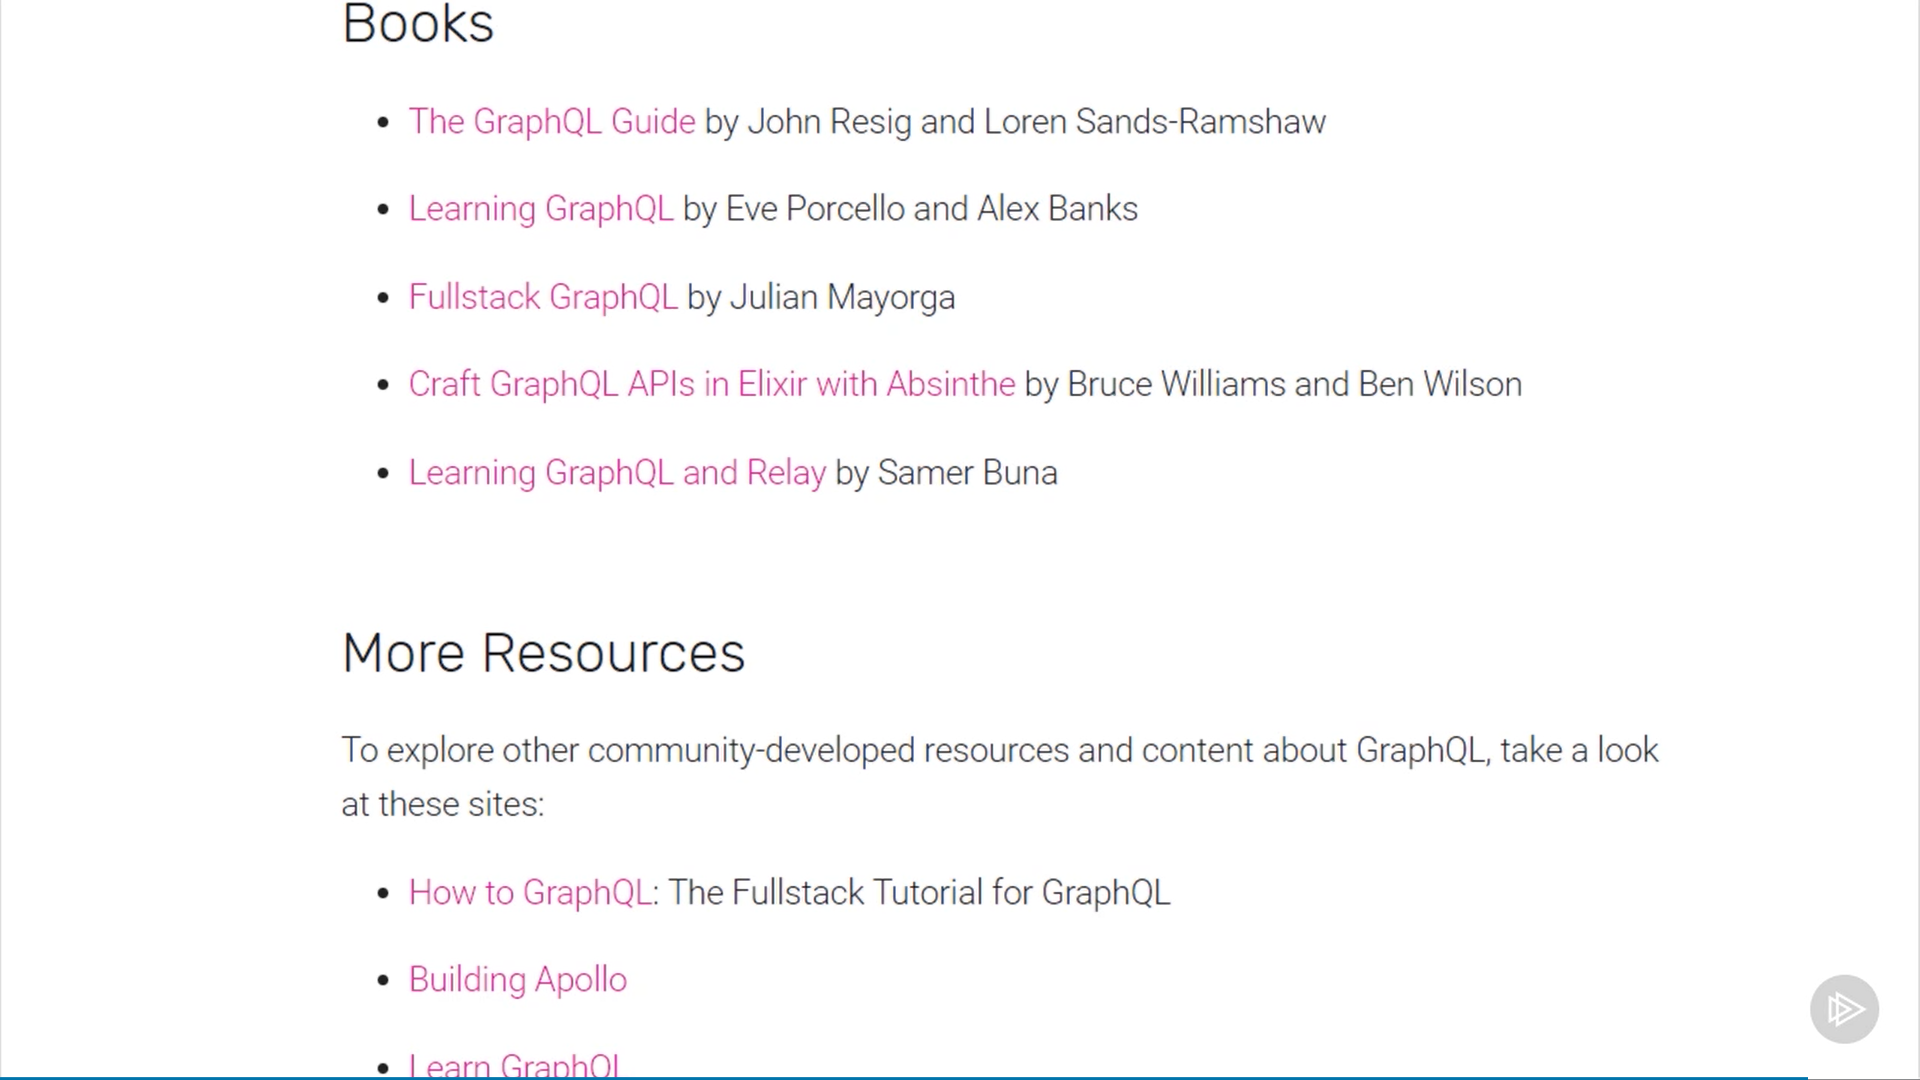 Books
• The GraphQL Guide by John Resig and Loren Sands-Ramshaw
• Learning GraphQL by Eve Porcello and Alex Banks
• Fullstack GraphQL by Julian Mayorga
• Craft GraphQL APIs in Elixir with Absinthe by Bruce Williams and Ben Wilson
• Learning GraphQL and Relay by Samer Buna
More Resources
To explore other community-developed resources and content about GraphQL, take a look
at these sites:
• How to GraphQL: The Fullstack Tutorial for GraphQL
• Building Apollo
• Learn GraphQL